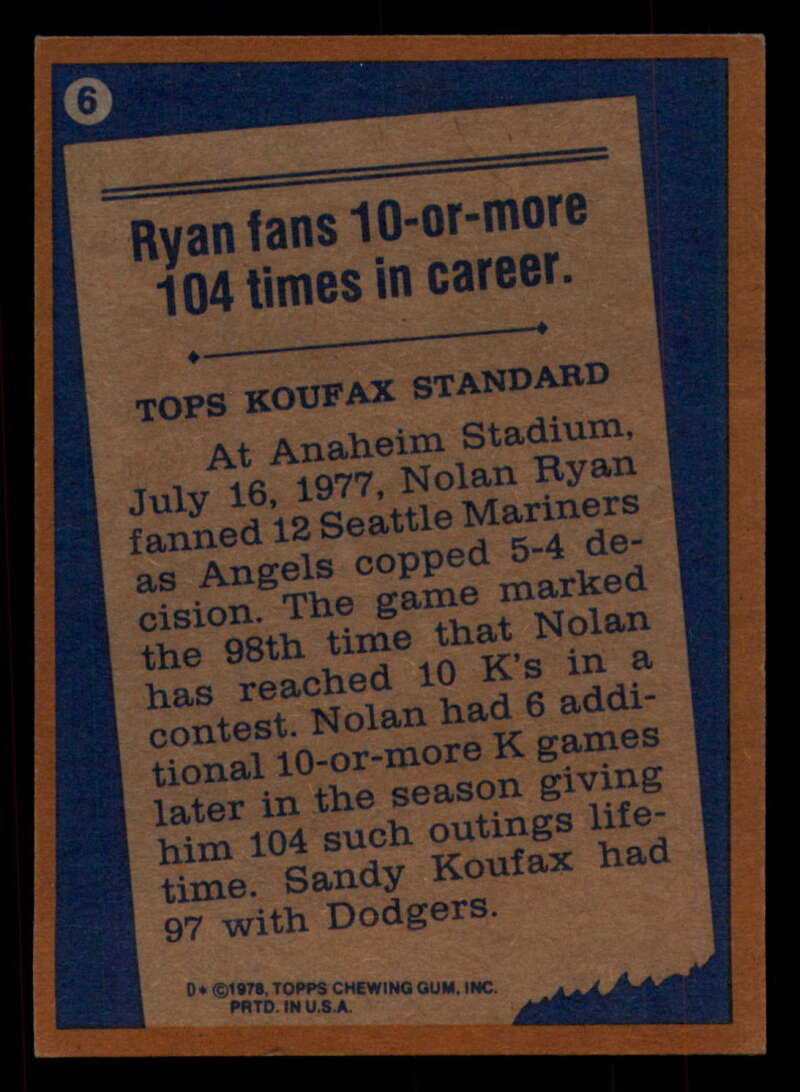 6
Ryan fans 10-or-more
104 times in career.
TOPS KOUFAX STANDARD
At Anaheim Stadium,
July 16, 1977, Nolan Ryan
fanned 12 Seattle Mariners
as Angels copped 5-4 de-
cision. The game marked
the 98th time that Nolan
has reached 10 K's in a
contest. Nolan had 6 addi-
tional 10-or-more K games
later in the season giving
him 104 such outings life-
time. Sandy Koufax had
97 with Dodgers.
D* ©1978, TOPPS CHEWING GUM, INC.
PRTD. IN U.S.A.